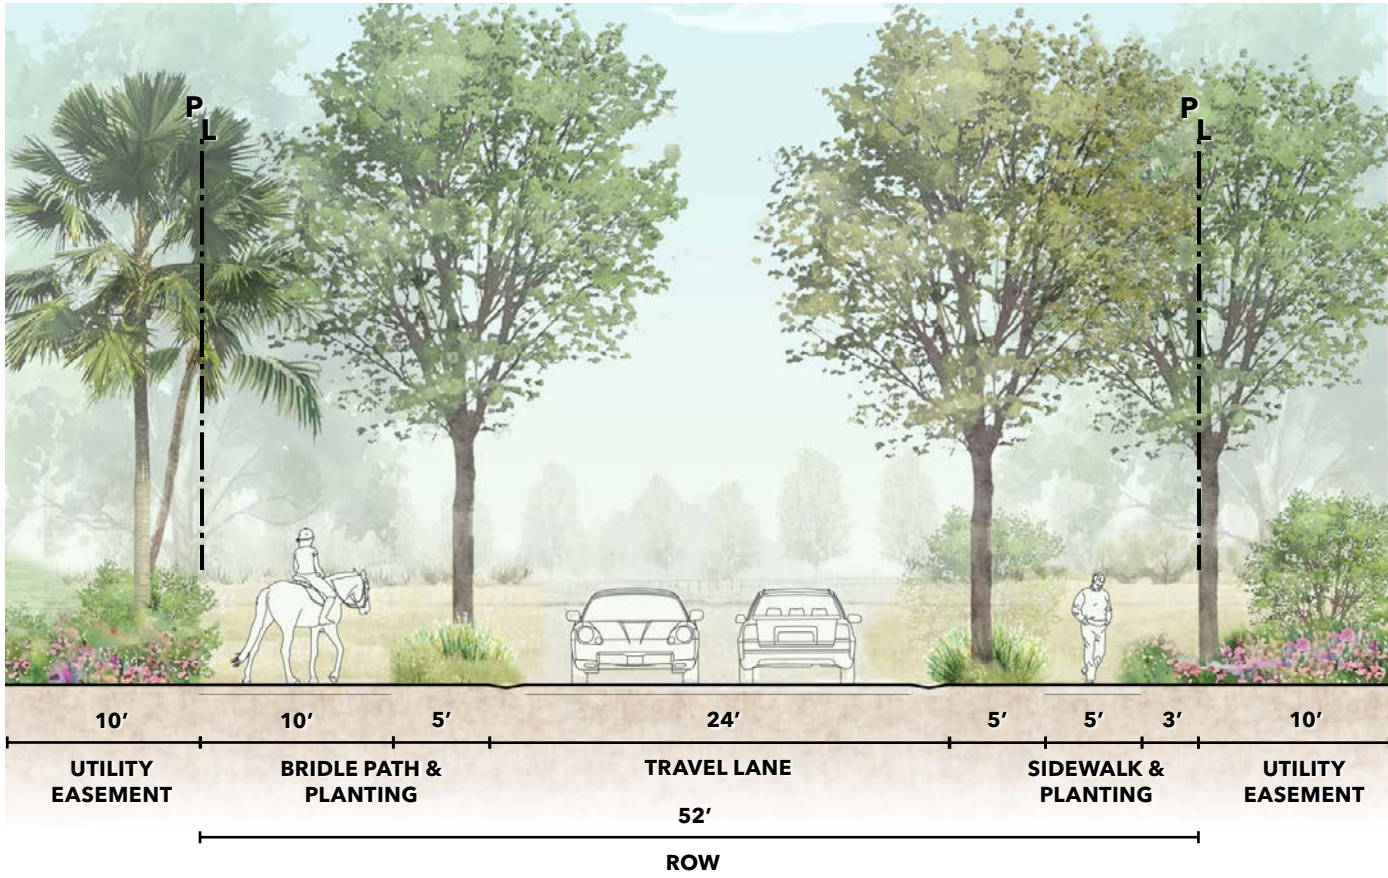 P
L
P
L
10’ 10’ 5’ 24’ 5’ 5’ 3’ 10’
UTILITY
EASEMENT
BRIDLE PATH &
PLANTING
TRAVEL LANE
SIDEWALK &
PLANTING
UTILITY
EASEMENT
52’
ROW